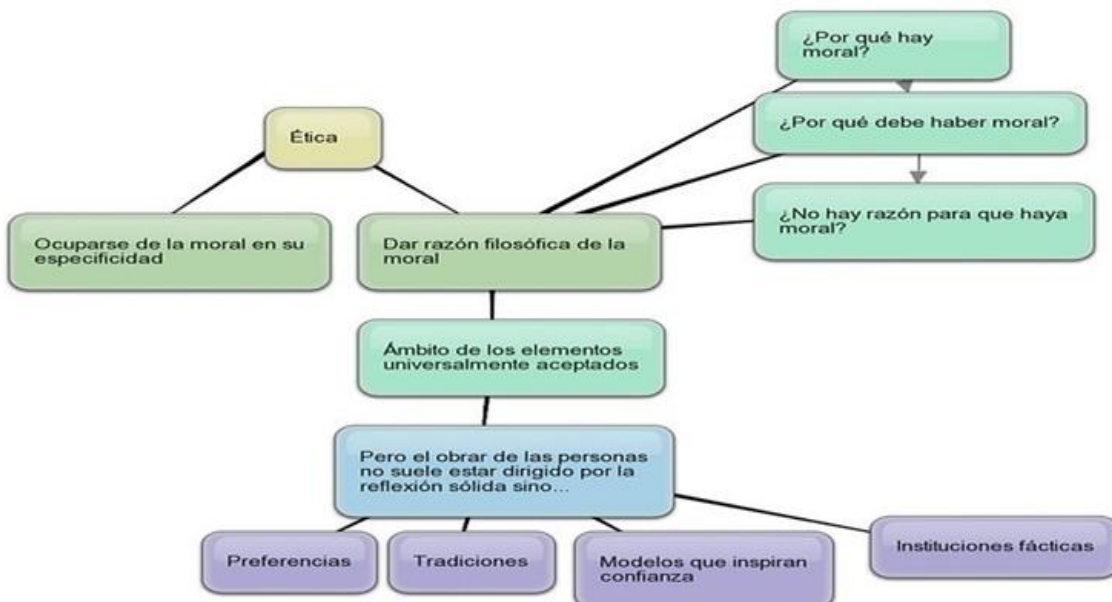 ¿Por qué hay
moral?
Ética
¿Por qué debe haber moral?
Ocuparse de la moral en su
especificidad
Dar razón filosófica de la
moral
¿No hay razón para que haya
moral?
Ámbito de los elementos
universalmente aceptados
Pero el obrar de las personas
no suele estar dirigido por la
reflexión sólida sino...
Preferencias
Tradiciones
Modelos que inspiran
confianza
Instituciones fácticas